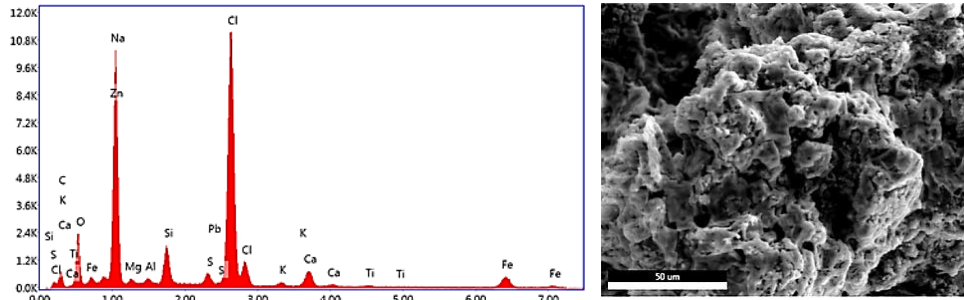 12.0K
10.8K
9.6K
8.4K
7.2K
6.0K
4.8K
3.6K
2.4K
1.2K
0.0K
Cl
Na
Zn
C
K
Ca
O
Si
S
Ti
Cl
Ca
Fe
Mg
Al
Si
Pb
S
S
Cl
K
K
Ca
Ca
Ti
Ti
Fe
Fe
0.00
1.00
2.00
3.00
4.00
5.00
6.00
7.00
50 um